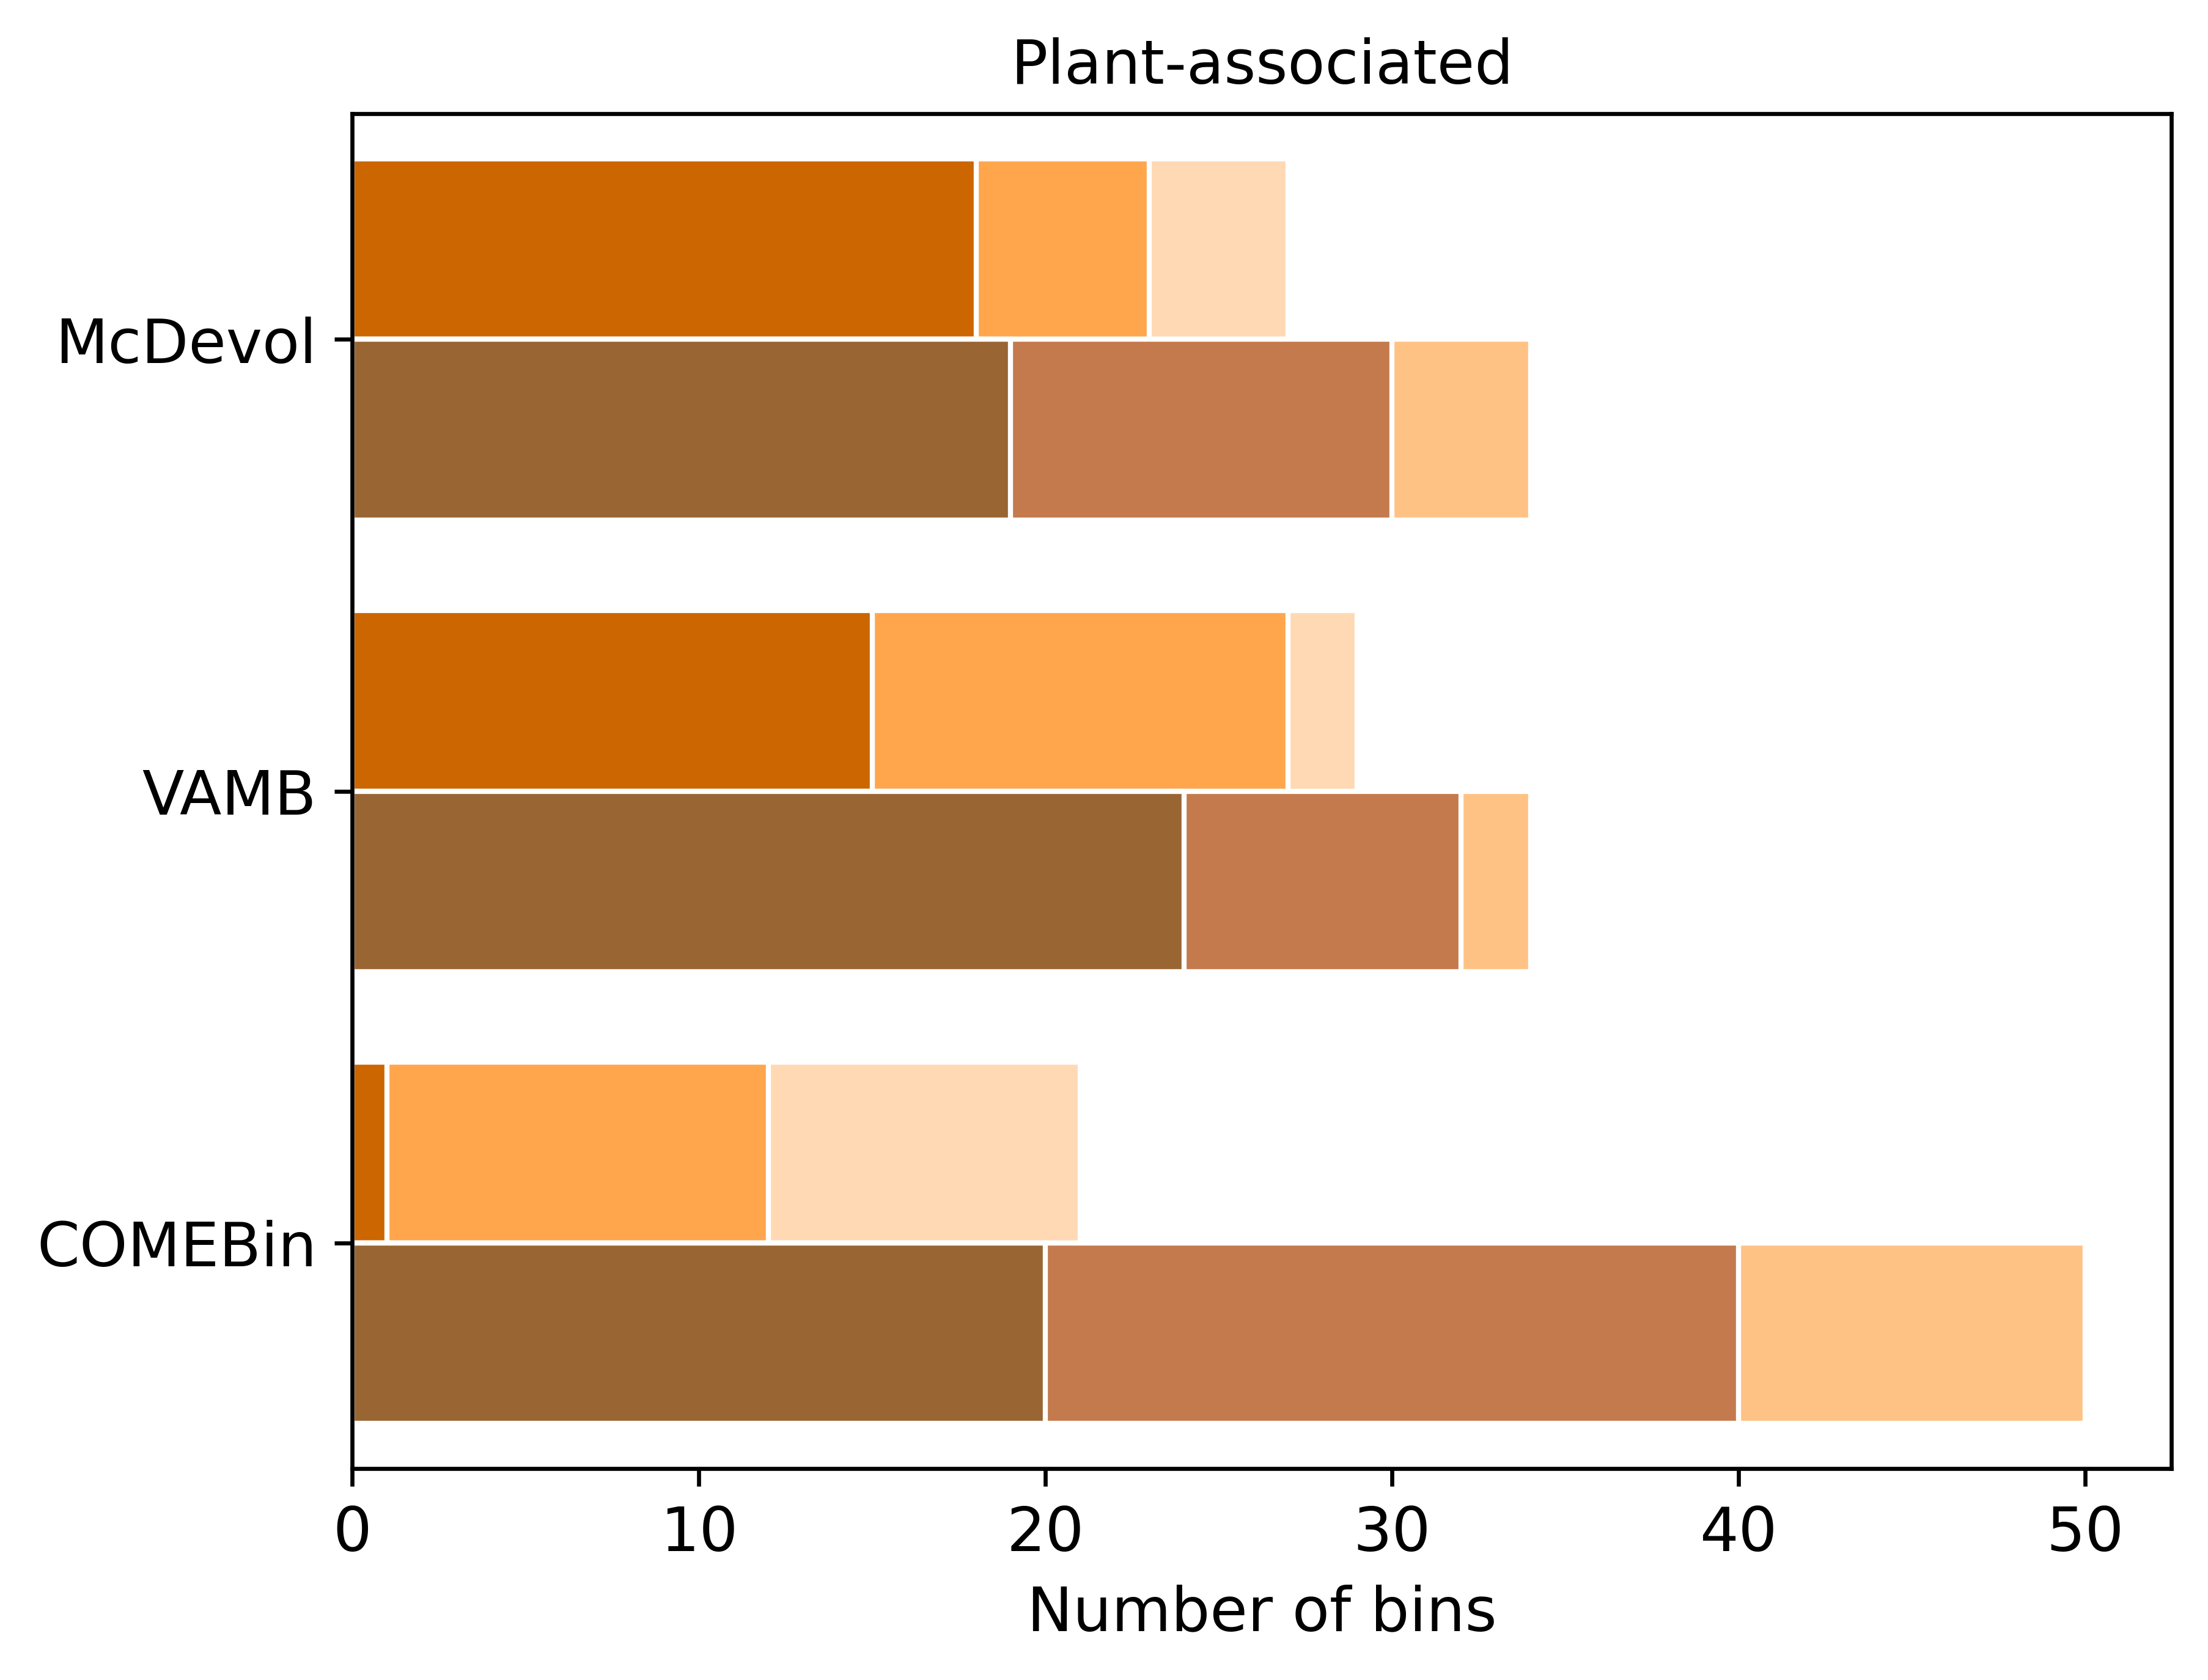 Plant-associated
McDevol
VAMB
COMEBin
0 10 20 30 40 50
Number of bins